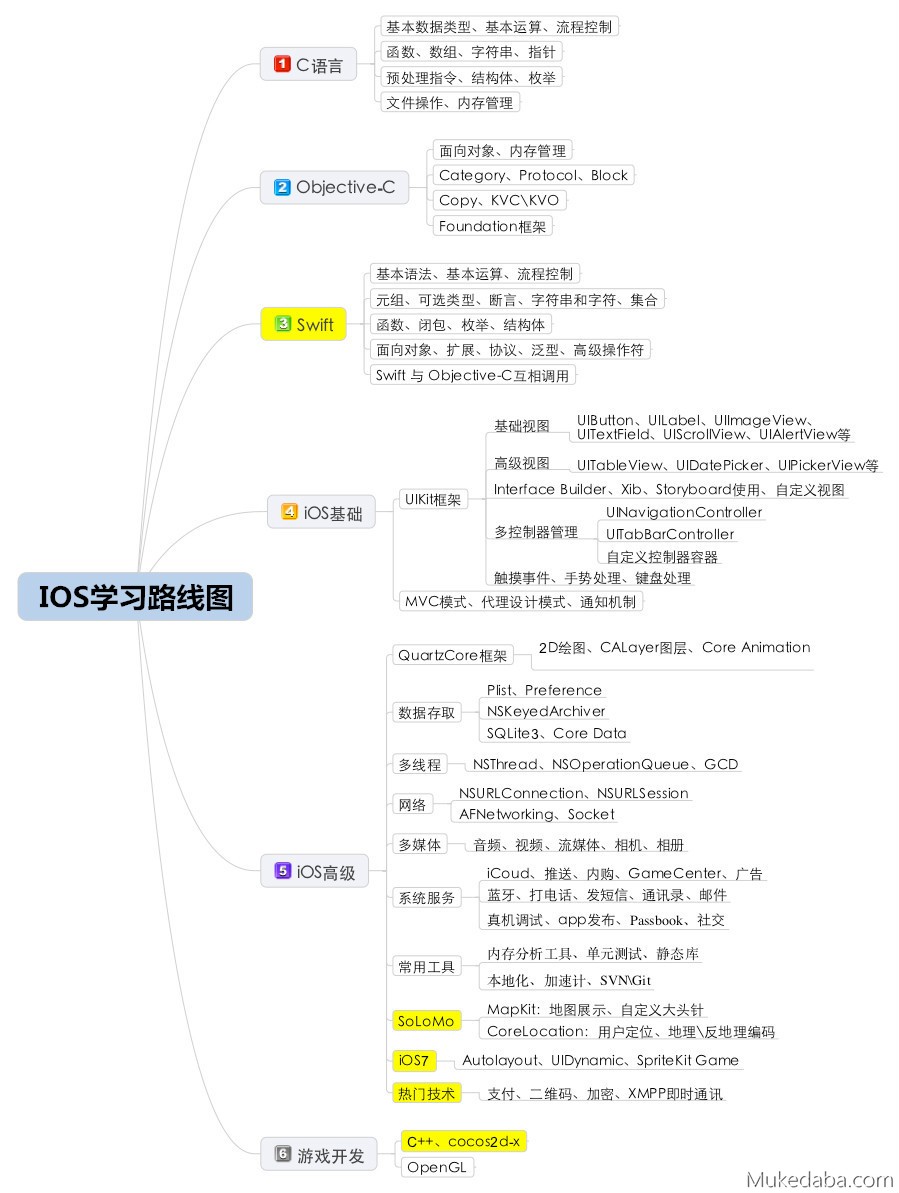 IOS学习路线图
1 C语言
基本数据类型、基本运算、流程控制
函数、数组、字符串、指针
预处理指令、结构体、枚举
文件操作、内存管理
2 Objective-C
面向对象、内存管理
Category、Protocol、Block
Copy、KVC\KVO
Foundation框架
3 Swift
基本语法、基本运算、流程控制
元组、可选类型、断言、字符串和字符、集合
函数、闭包、枚举、结构体
面向对象、扩展、协议、泛型、高级操作符
Swift 与 Objective-C互相调用
4 iOS基础
UIKit框架
基础视图
UIButton、UILabel、UIImageView、
UITextField、UIScrollView、UIAlertView等
高级视图
UITableView、UIDatePicker、UIPickerView等
Interface Builder、Xib、Storyboard使用、自定义视图
多控制器管理
UINavigationController
UITabBarController
自定义控制器容器
触摸事件、手势处理、键盘处理
MVC模式、代理设计模式、通知机制
5 iOS高级
QuartzCore框架
2D绘图、CALayer图层、Core Animation
数据存取
Plist、Preference
NSKeyedArchiver
SQLite3、Core Data
多线程
NSThread、NSOperationQueue、GCD
网络
NSURLConnection、NSURLSession
AFNetworking、Socket
多媒体
音频、视频、流媒体、相机、相册
系统服务
iCoud、推送、内购、GameCenter、广告
蓝牙、打电话、发短信、通讯录、邮件
真机调试、app发布、Passbook、社交
常用工具
内存分析工具、单元测试、静态库
本地化、加速计、SVN\Git
SoLoMo
MapKit：地图展示、自定义大头针
CoreLocation：用户定位、地理\反地理编码
iOS7
Autolayout、UIDynamic、SpriteKit Game
热门技术
支付、二维码、加密、XMPP即时通讯
6 游戏开发
C++、cocos2d-x
OpenGL
Mukedaba.com